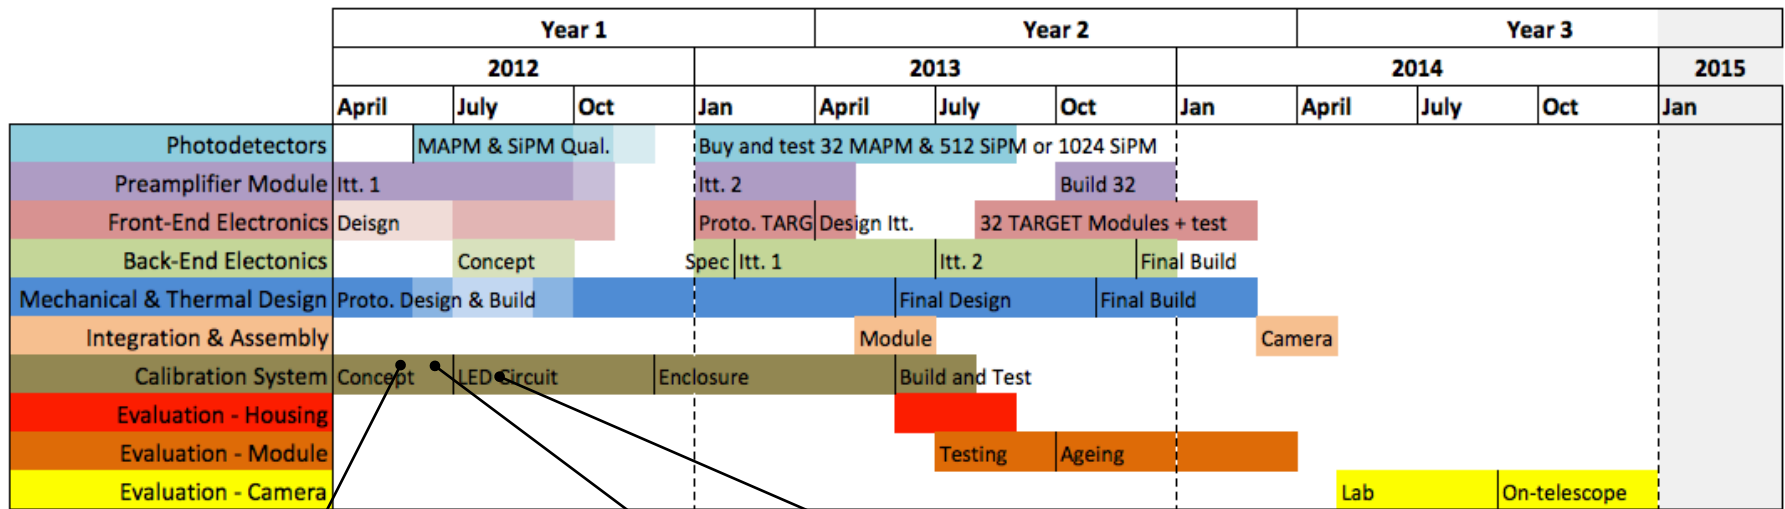 Year 1 Year 2 Year 3
2012 2013 2014 2015
April July Oct Jan April July Oct Jan April July Oct Jan
Photodetectors MAPM & SiPM Qual. Buy and test 32 MAPM & 512 SiPM or 1024 SiPM
Preamplifier Module Itt. 1 Itt. 2 Build 32
Front-End Electronics Deisgn Proto. TARG Design Itt. 32 TARGET Modules + test
Back-End Electonics Concept Spec Itt. 1 Itt. 2 Final Build
Mechanical & Thermal Design Proto. Design & Build Final Design Final Build
Integration & Assembly Module Camera
Calibration System Concept LED Circuit Enclosure Build and Test
Evaluation - Housing
Evaluation - Module Testing Ageing
Evaluation - Camera Lab On-telescope